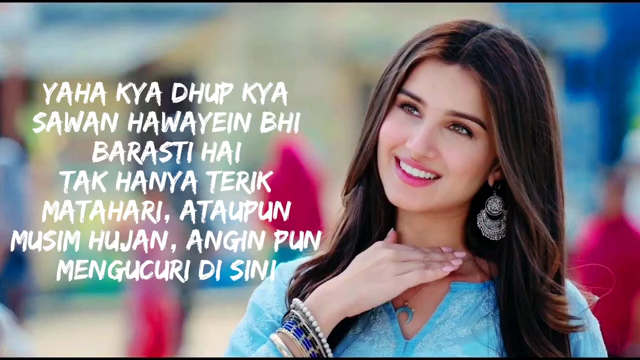 YAHA KYA DHUP KYA
SAWAN HAWAYEIN BHI
BARASTI HAI
TAK HANYA TERIK
MATAHARI, ATAUPUN
MUSIM HUJAN, ANGIN PUN
MENGUCURI DI SINI